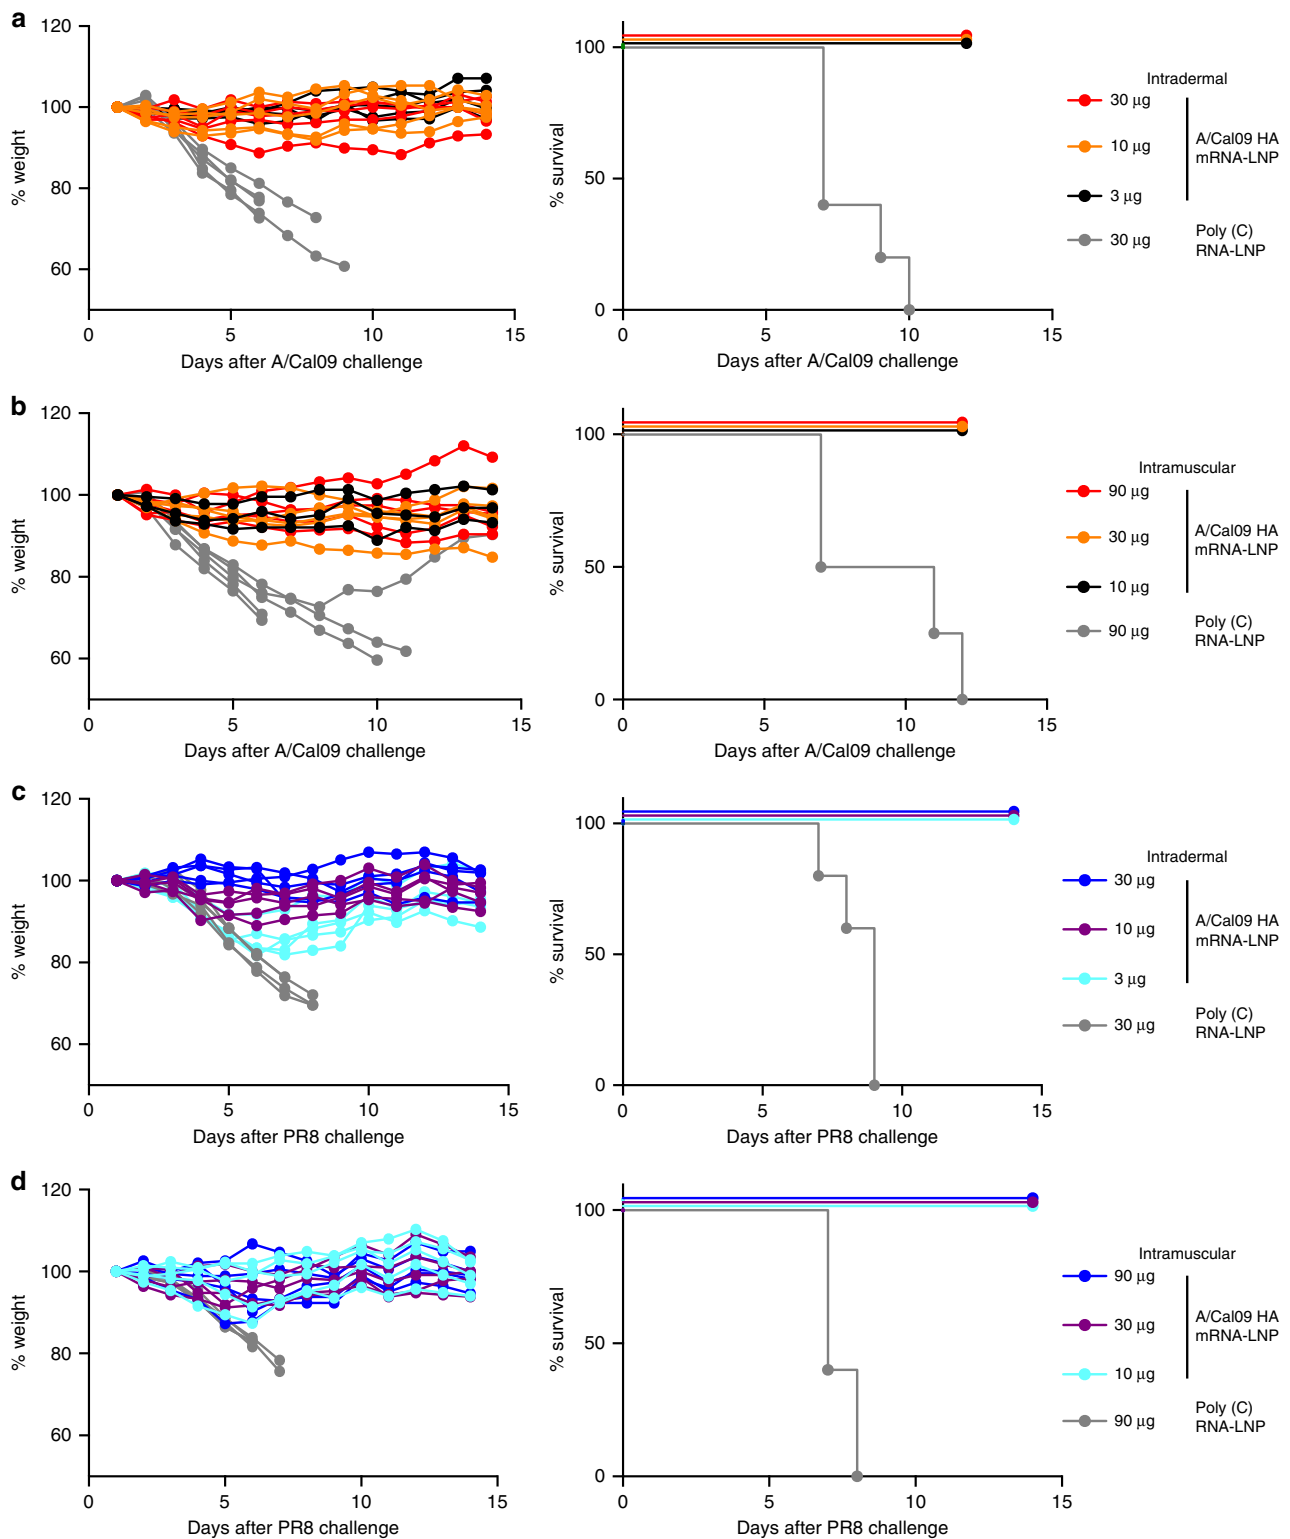 a
120
100
80
60
% weight
0
5
10
15
Days after A/Cal09 challenge
100
50
0
% survival
0
5
10
15
Days after A/Cal09 challenge
Intradermal
30 µg
10 µg
3 µg
30 µg
A/Cal09 HA
mRNA-LNP
Poly (C)
RNA-LNP
b
120
100
80
60
% weight
0
5
10
15
Days after A/Cal09 challenge
100
50
0
% survival
0
5
10
15
Days after A/Cal09 challenge
Intramuscular
90 µg
30 µg
10 µg
90 µg
A/Cal09 HA
mRNA-LNP
Poly (C)
RNA-LNP
c
120
100
80
60
% weight
0
5
10
15
Days after PR8 challenge
100
50
0
% survival
0
5
10
15
Days after PR8 challenge
Intradermal
30 µg
10 µg
3 µg
30 µg
A/Cal09 HA
mRNA-LNP
Poly (C)
RNA-LNP
d
120
100
80
60
% weight
0
5
10
15
Days after PR8 challenge
100
50
0
% survival
0
5
10
15
Days after PR8 challenge
Intramuscular
90 µg
30 µg
10 µg
90 µg
A/Cal09 HA
mRNA-LNP
Poly (C)
RNA-LNP